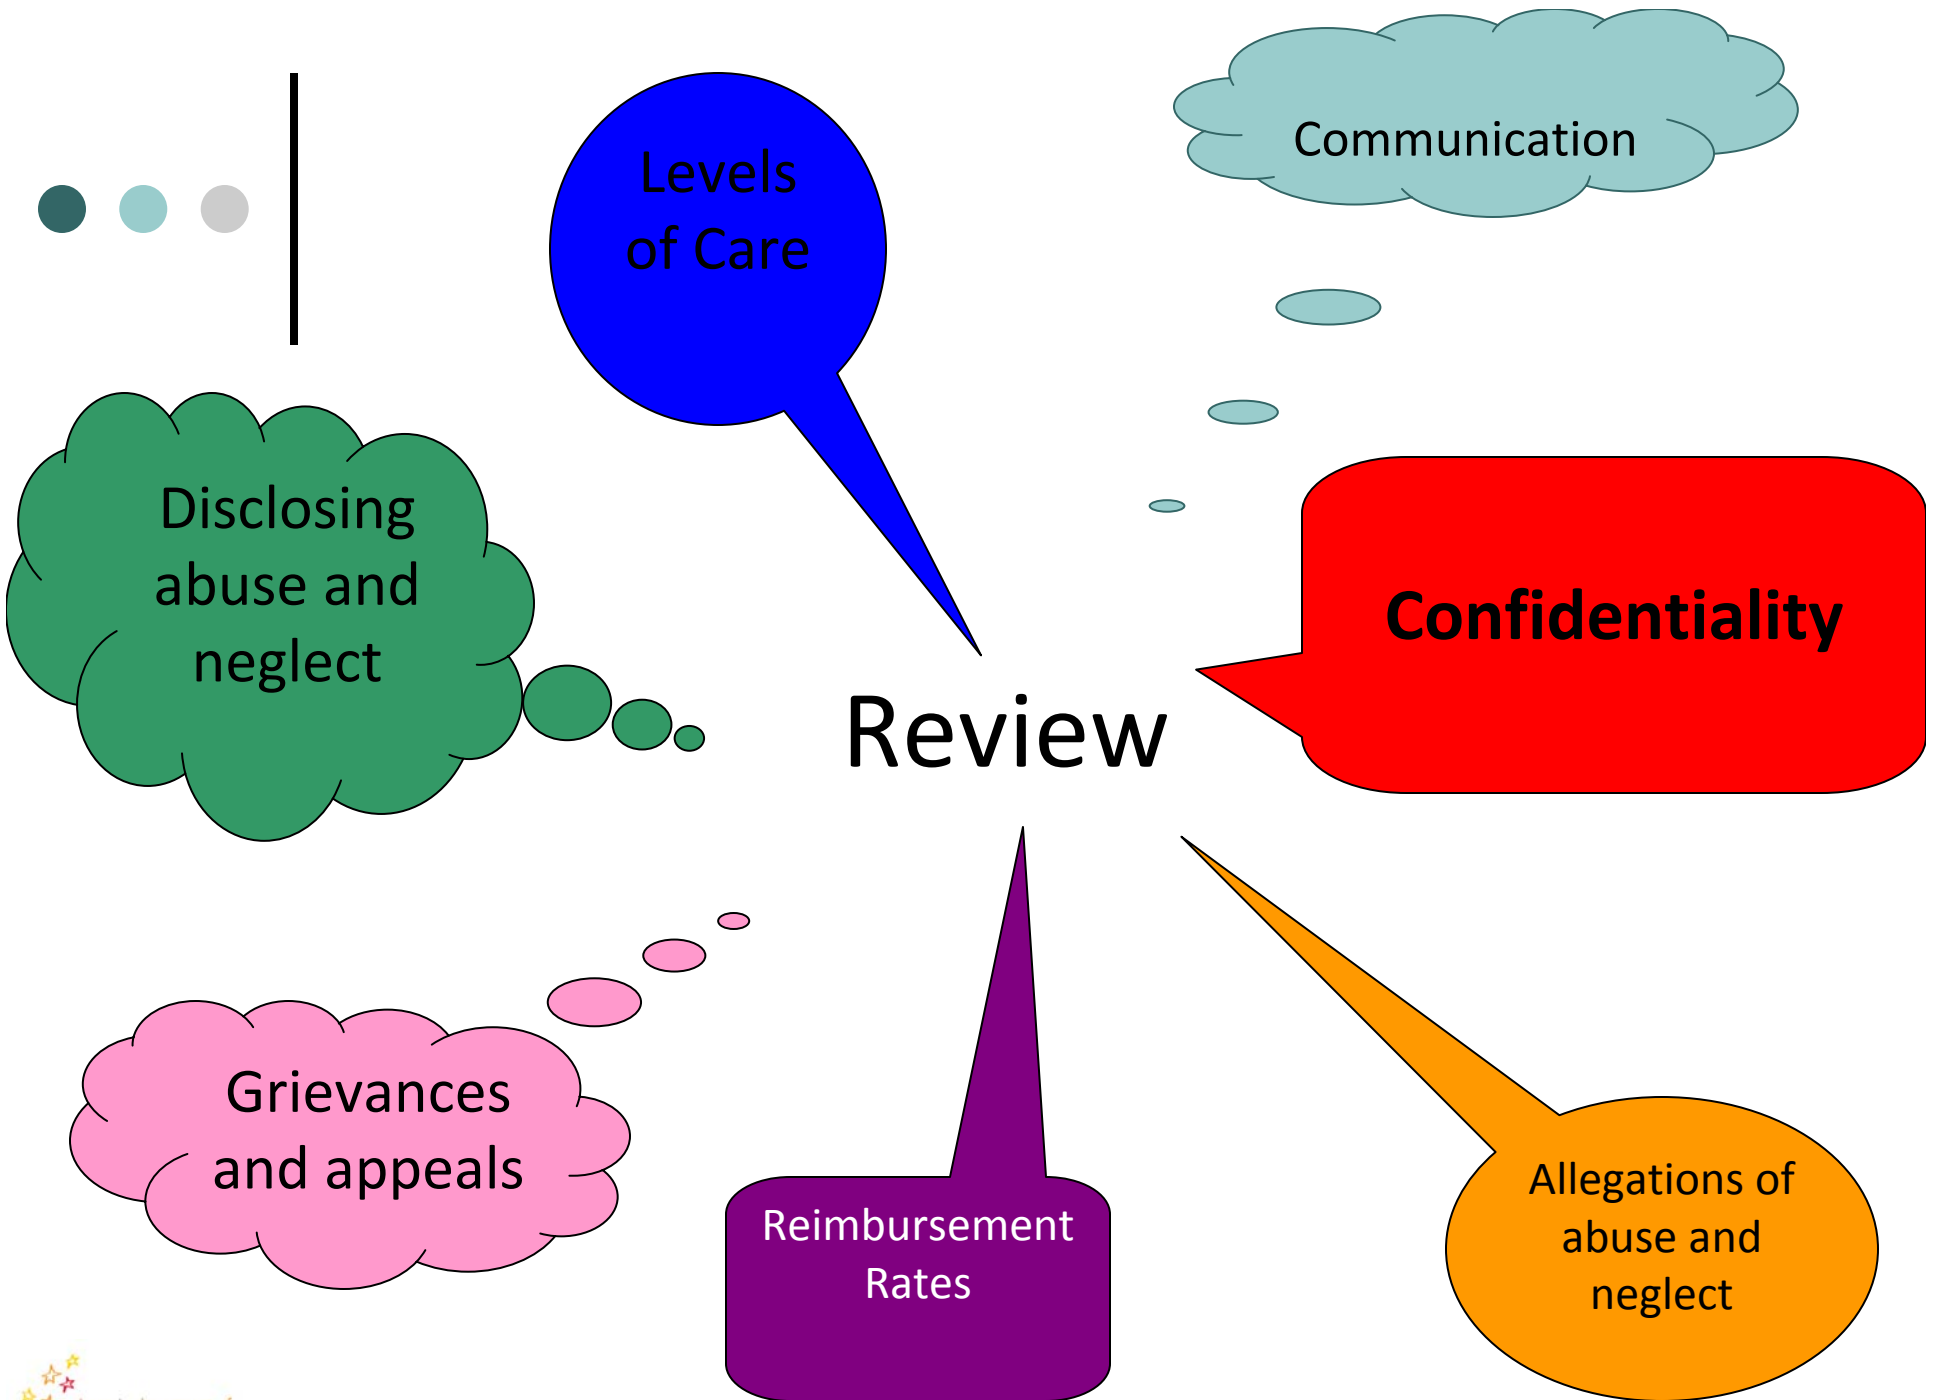 Levels
of Care
Communication
Disclosing
abuse and
neglect
Confidentiality
Review
Grievances
and appeals
Reimbursement
Rates
Allegations of
abuse and
neglect